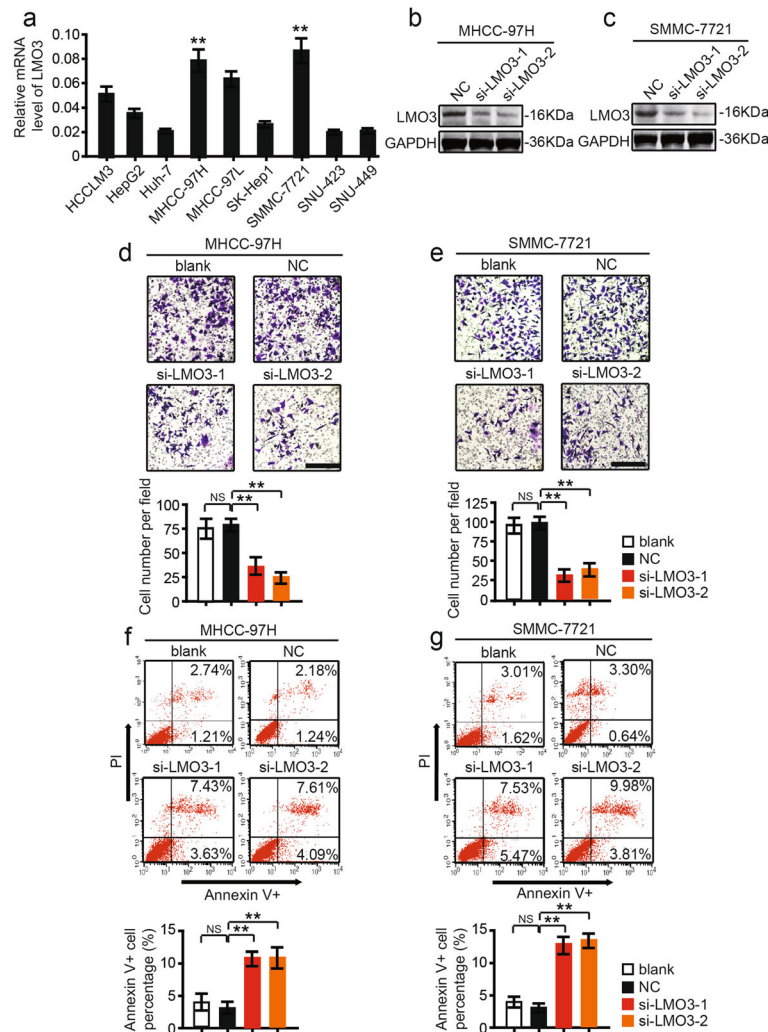 a
Relative mRNA
level of LMO3
0.10
0.08
0.06
0.04
0.02
0
**
**
HCCLM3
HepG2
Huh-7
MHCC-97H
MHCC-97L
SK-Hep1
SMMC-7721
SNU-423
SNU-449
b
MHCC-97H
NC
si-LMO3-1
si-LMO3-2
LMO3
-16KDa
GAPDH
-36KDa
c
SMMC-7721
NC
si-LMO3-1
si-LMO3-2
LMO3
-16KDa
GAPDH
-36KDa
d
MHCC-97H
blank
NC
si-LMO3-1
si-LMO3-2
Cell number per field
100
75
50
25
0
NS
**
**
e
SMMC-7721
blank
NC
si-LMO3-1
si-LMO3-2
Cell number per field
125
100
75
50
25
0
NS
**
**
blank
NC
si-LMO3-1
si-LMO3-2
f
MHCC-97H
blank
NC
2.74%
2.18%
1.21%
1.24%
si-LMO3-1
si-LMO3-2
7.43%
7.61%
3.63%
4.09%
PI
Annexin V+
Annexin V+ cell
percentage (%)
15
10
5
0
NS
**
**
g
SMMC-7721
blank
NC
3.01%
3.30%
1.62%
0.64%
si-LMO3-1
si-LMO3-2
7.53%
9.98%
5.47%
3.81%
PI
Annexin V+
Annexin V+ cell
percentage (%)
15
10
5
0
NS
**
**
blank
NC
si-LMO3-1
si-LMO3-2